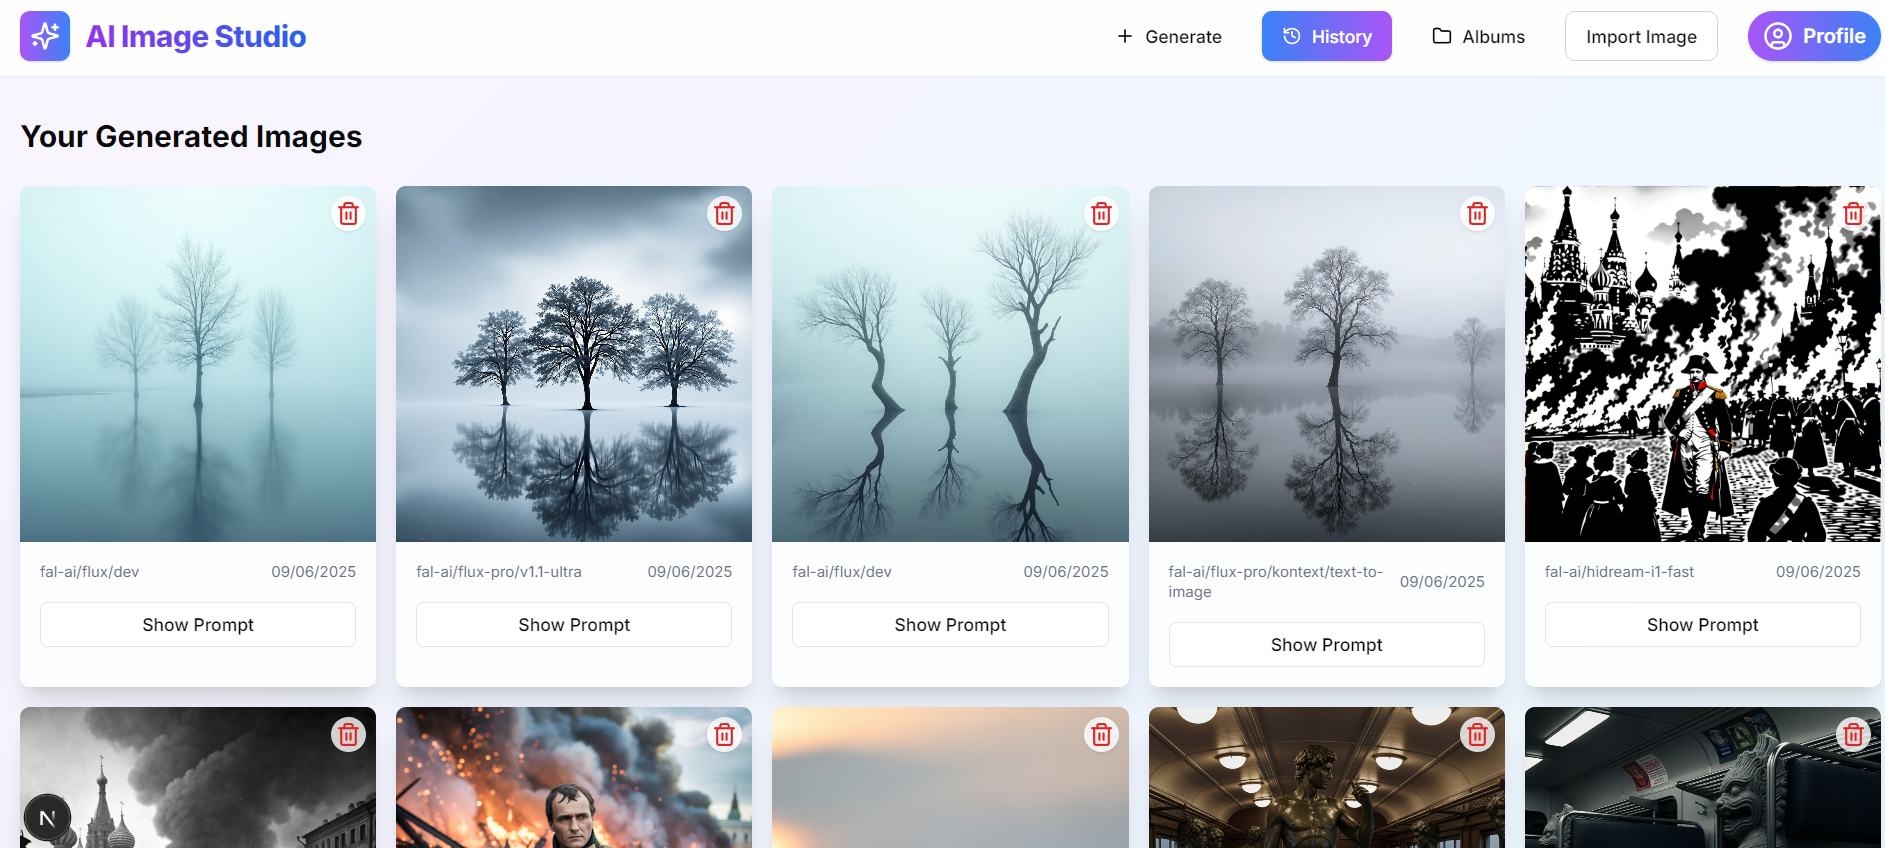 AI Image Studio
Generate
History
Albums
Import Image
Profile
Your Generated Images
fal-ai/flux/dev 09/06/2025
Show Prompt
fal-ai/flux-pro/v1.1-ultra 09/06/2025
Show Prompt
fal-ai/flux/dev 09/06/2025
Show Prompt
fal-ai/flux-pro/kontext/text-to-
image
09/06/2025
Show Prompt
fal-ai/hidream-i1-fast 09/06/2025
Show Prompt
N